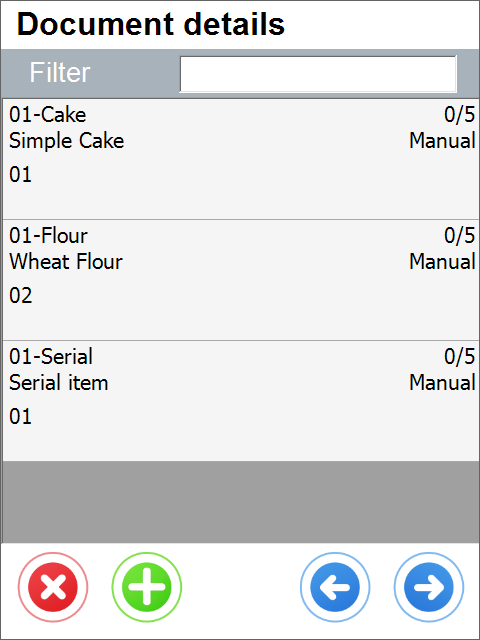 Document details
Filter
01-Cake 0/5
Simple Cake Manual
01
01-Flour 0/5
Wheat Flour Manual
02
01-Serial 0/5
Serial item Manual
01